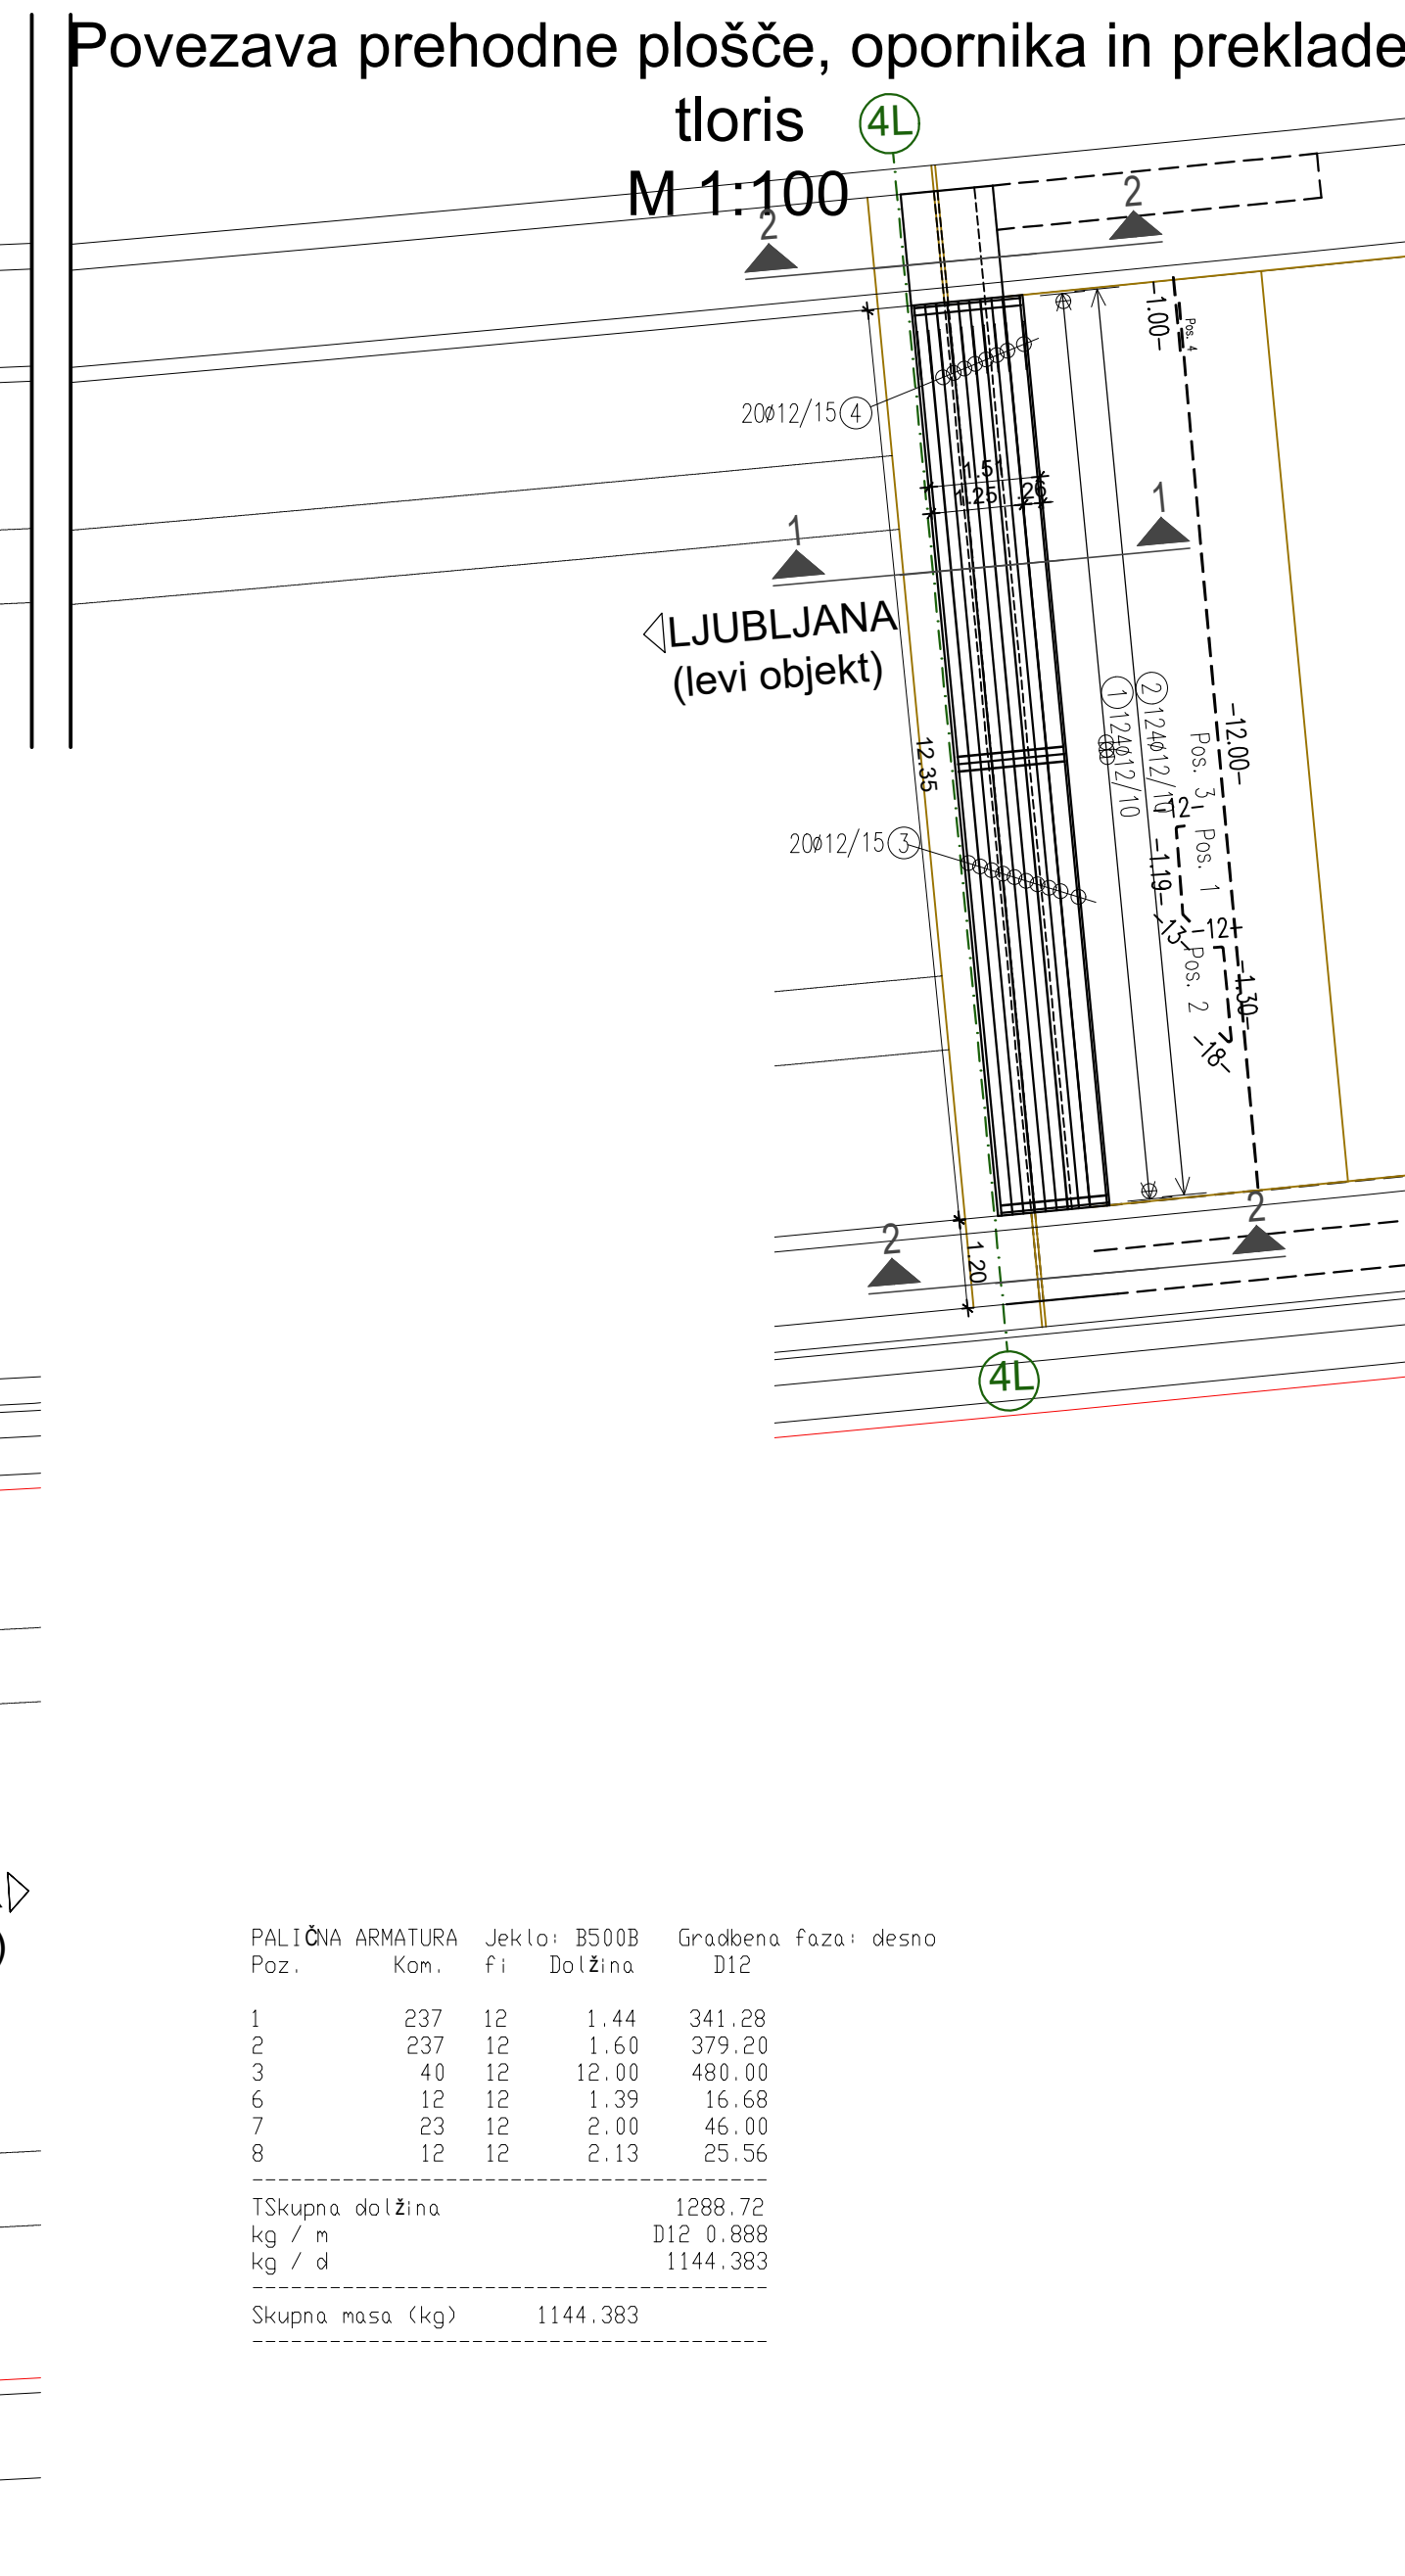 Povezava prehodne plošče, opornika in preklade
tloris
M 1:100
4L
2
2
-1.00-
Pos. 4
20ø12/15 4
1.51
1.25 .26
1
1
LJUBLJANA
(levi objekt)
12.35
1 124ø12/10
2 124ø12/10
-12.00-
Pos. 3
20ø12/15 3
-12-
-1.19-
-13-
Pos. 1
-12-
-1.30-
-18-
Pos. 2
2
2
1.20
4L
)
PALIČNA ARMATURA Jeklo: B500B Gradbena faza: desno
Poz. Kom. fi Dolžina D12
1 237 12 1.44 341.28
2 237 12 1.60 379.20
3 40 12 12.00 480.00
6 12 12 1.39 16.68
7 23 12 2.00 46.00
8 12 12 2.13 25.56
----------------------------------------
TSkupna dolžina 1288.72
kg / m D12 0.888
kg / d 1144.383
----------------------------------------
Skupna masa (kg) 1144.383
----------------------------------------